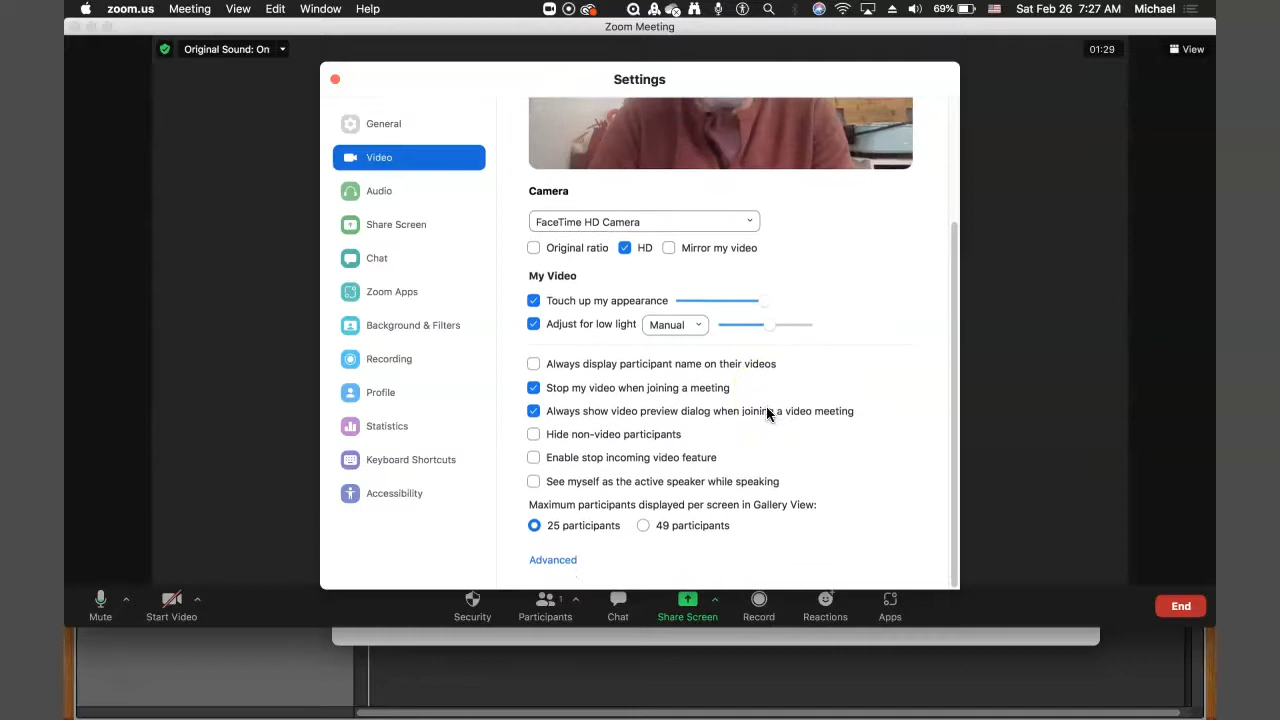 zoom.us Meeting View Edit Window Help 69% Sat Feb 26 7:27 AM Michael
Zoom Meeting
Original Sound: On 01:29 View
Settings
General
Video
Audio
Share Screen
Chat
Zoom Apps
Background & Filters
Recording
Profile
Statistics
Keyboard Shortcuts
Accessibility
Camera
FaceTime HD Camera
Original ratio HD Mirror my video
My Video
Touch up my appearance
Adjust for low light Manual
Always display participant name on their videos
Stop my video when joining a meeting
Always show video preview dialog when joining a video meeting
Hide non-video participants
Enable stop incoming video feature
See myself as the active speaker while speaking
Maximum participants displayed per screen in Gallery View:
25 participants 49 participants
Advanced
Mute Start Video Security Participants 1 Chat Share Screen Record Reactions Apps End